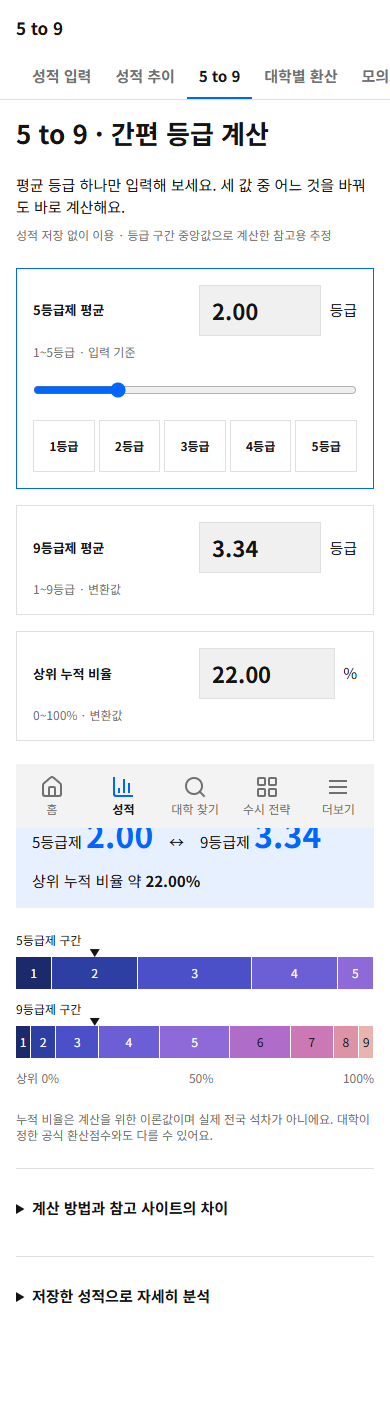 5 to 9
성적 입력 성적 추이 5 to 9 대학별 환산 모의
5 to 9 · 간편 등급 계산
평균 등급 하나만 입력해 보세요. 세 값 중 어느 것을 바꿔
도 바로 계산해요.
성적 저장 없이 이용 · 등급 구간 중앙값으로 계산한 참고용 추정
5등급제 평균 2.00 등급
1~5등급 · 입력 기준
1등급 2등급 3등급 4등급 5등급
9등급제 평균 3.34 등급
1~9등급 · 변환값
상위 누적 비율 22.00 %
0~100% · 변환값
홈 성적 대학 찾기 수시 전략 더보기
5등급제 2.00 ↔ 9등급제 3.34
상위 누적 비율 약 22.00%
5등급제 구간
1 2 3 4 5
9등급제 구간
1 2 3 4 5 6 7 8 9
상위 0% 50% 100%
누적 비율은 계산을 위한 이론값이며 실제 전국 석차가 아니에요. 대학이
정한 공식 환산점수와도 다를 수 있어요.
▶ 계산 방법과 참고 사이트의 차이
▶ 저장한 성적으로 자세히 분석